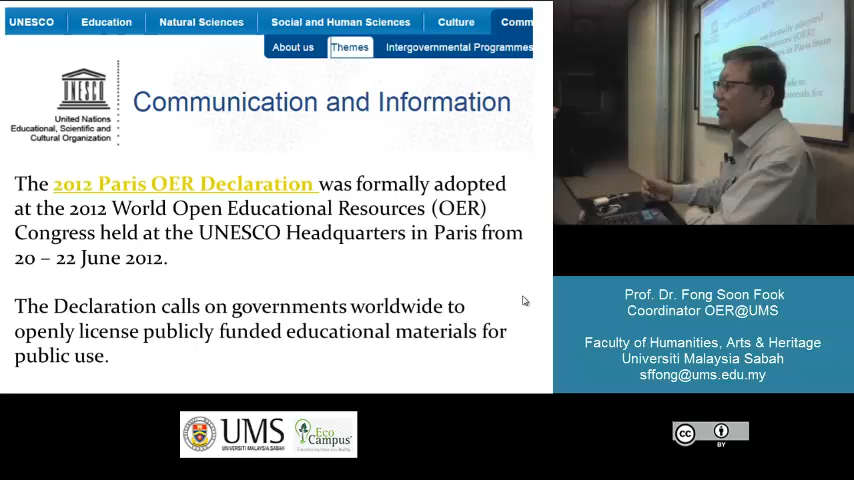 UNESCO Education Natural Sciences Social and Human Sciences Culture Comm
About us Themes Intergovernmental Programmes
UNESCO
United Nations
Educational, Scientific and
Cultural Organization
Communication and Information
The 2012 Paris OER Declaration was formally adopted
at the 2012 World Open Educational Resources (OER)
Congress held at the UNESCO Headquarters in Paris from
20 – 22 June 2012.
The Declaration calls on governments worldwide to
openly license publicly funded educational materials for
public use.
Prof. Dr. Fong Soon Fook
Coordinator OER@UMS
Faculty of Humanities, Arts & Heritage
Universiti Malaysia Sabah
sffong@ums.edu.my
UMS
UNIVERSITI MALAYSIA SABAH
Eco
Campus
cc
BY